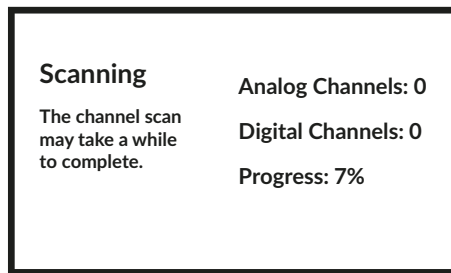 Scanning
The channel scan
may take a while
to complete.
Analog Channels: 0
Digital Channels: 0
Progress: 7%